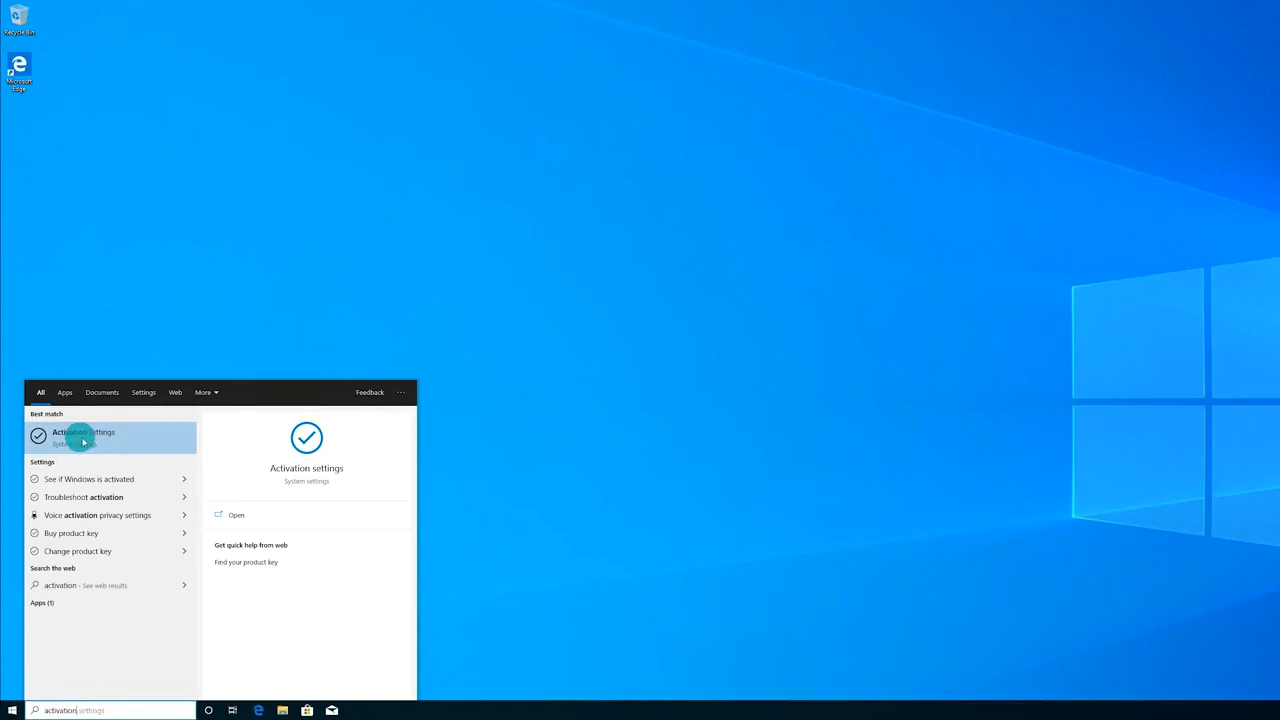 Recycle Bin
Microsoft
Edge
All Apps Documents Settings Web More Feedback ...
Best match
Activation settings
System settings
Settings
See if Windows is activated
Troubleshoot activation
Voice activation privacy settings
Buy product key
Change product key
Search the web
activation - See web results
Apps (1)
Activation settings
System settings
Open
Get quick help from web
Find your product key
activation settings